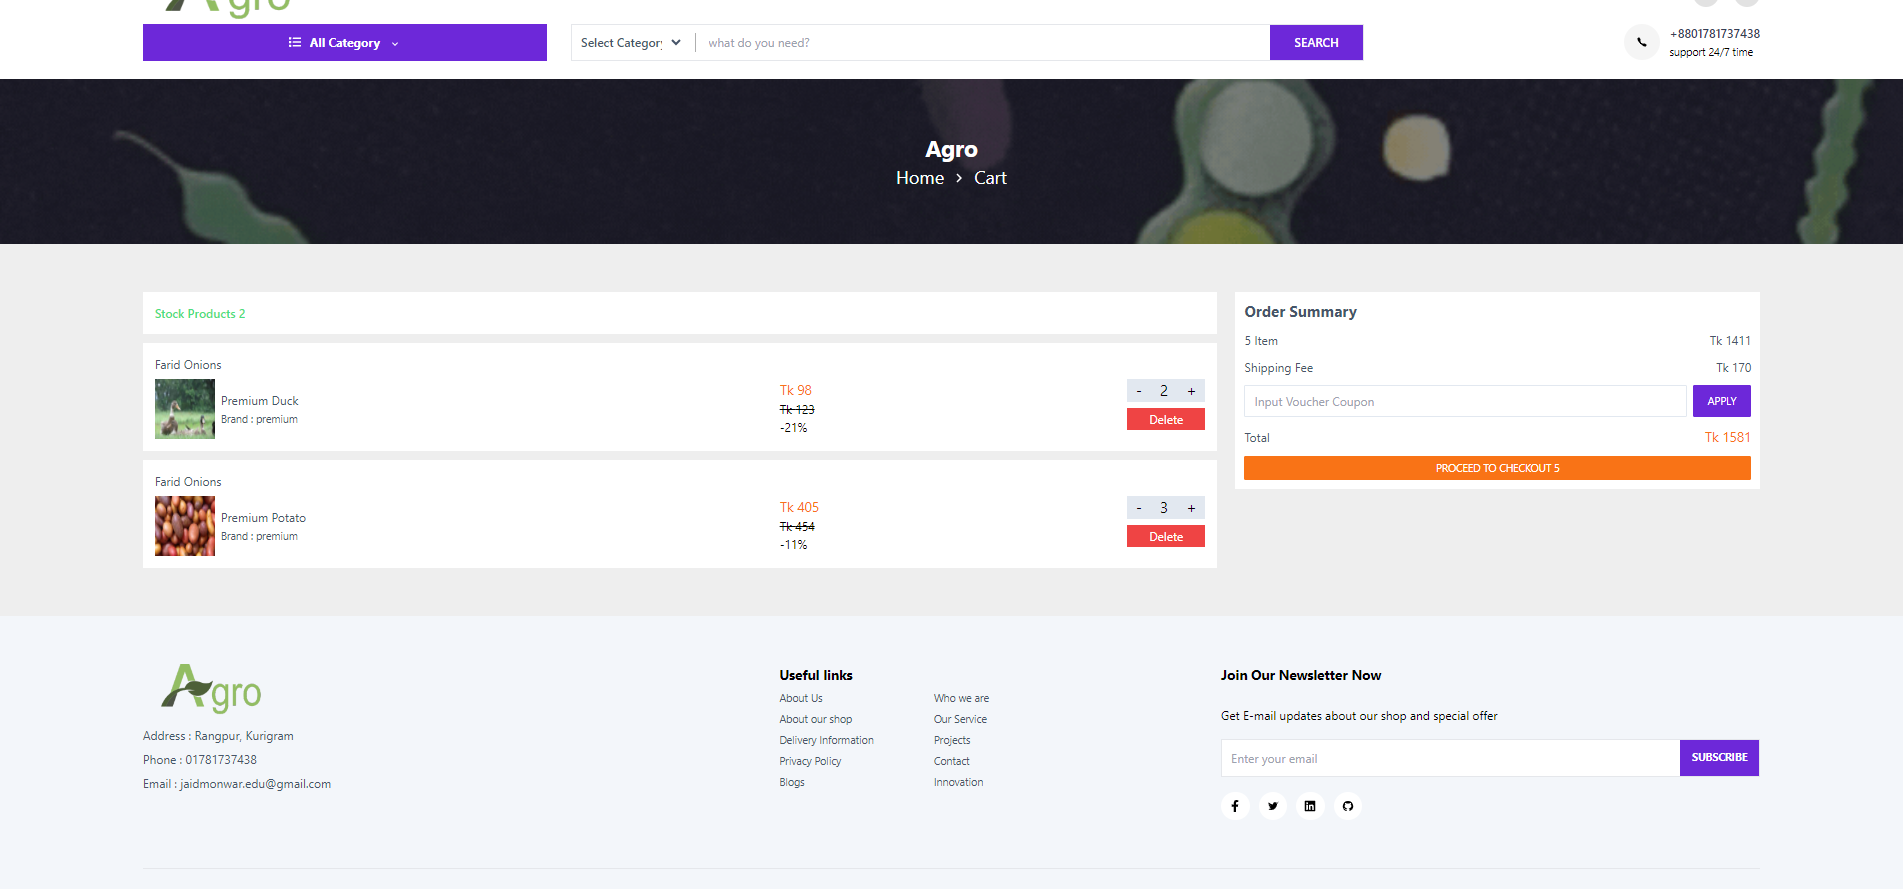 Agro
All Category
Select Category
what do you need?
SEARCH
+8801781737438
support 24/7 time
Agro
Home > Cart
Stock Products 2
Farid Onions
Premium Duck
Brand : premium
Tk 98
Tk 123
-21%
- 2 +
Delete
Farid Onions
Premium Potato
Brand : premium
Tk 405
Tk 454
-11%
- 3 +
Delete
Order Summary
5 Item Tk 1411
Shipping Fee Tk 170
Input Voucher Coupon APPLY
Total Tk 1581
PROCEED TO CHECKOUT 5
Agro
Address : Rangpur, Kurigram
Phone : 01781737438
Email : jaidmonwar.edu@gmail.com
Useful links
About Us
About our shop
Delivery Information
Privacy Policy
Blogs
Who we are
Our Service
Projects
Contact
Innovation
Join Our Newsletter Now
Get E-mail updates about our shop and special offer
Enter your email
SUBSCRIBE